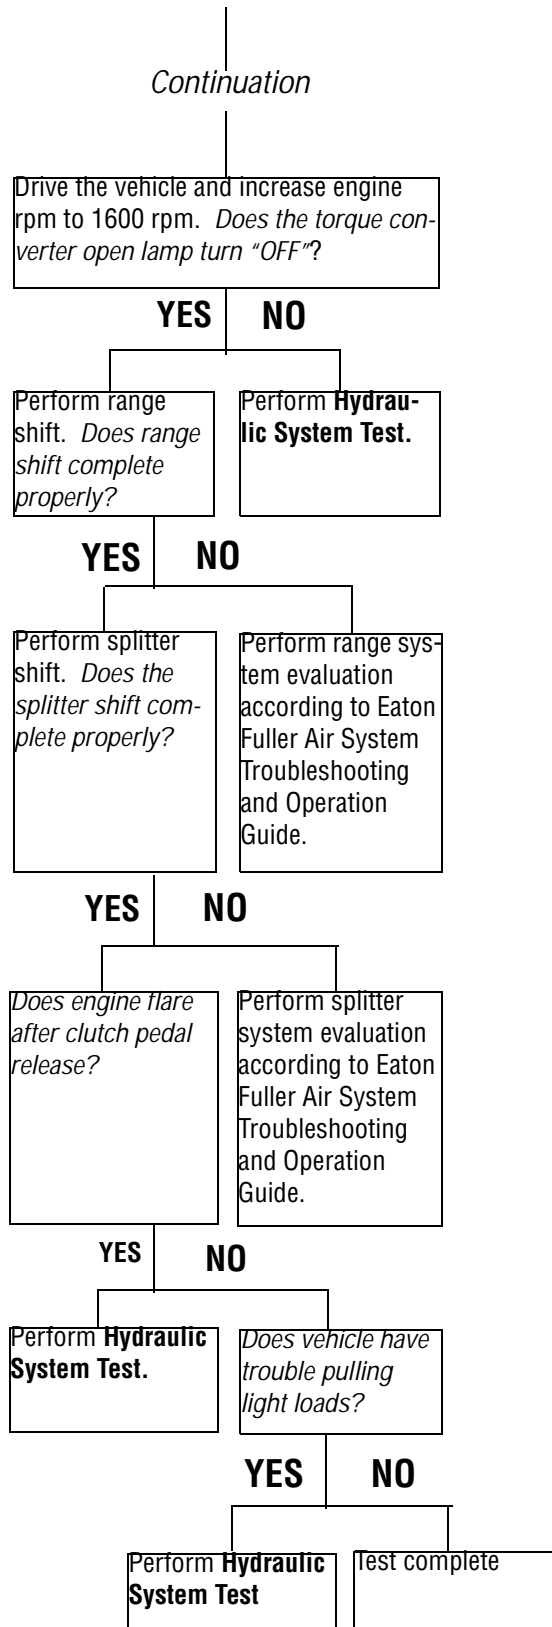 Continuation
Drive the vehicle and increase engine
rpm to 1600 rpm. Does the torque con-
verter open lamp turn “OFF”?
YES NO
Perform range
shift. Does range
shift complete
properly?
Perform Hydrau-
lic System Test.
YES NO
Perform splitter
shift. Does the
splitter shift com-
plete properly?
Perform range sys-
tem evaluation
according to Eaton
Fuller Air System
Troubleshooting
and Operation
Guide.
YES NO
Does engine flare
after clutch pedal
release?
Perform splitter
system evaluation
according to Eaton
Fuller Air System
Troubleshooting
and Operation
Guide.
YES NO
Perform Hydraulic
System Test.
Does vehicle have
trouble pulling
light loads?
YES NO
Perform Hydraulic
System Test
Test complete